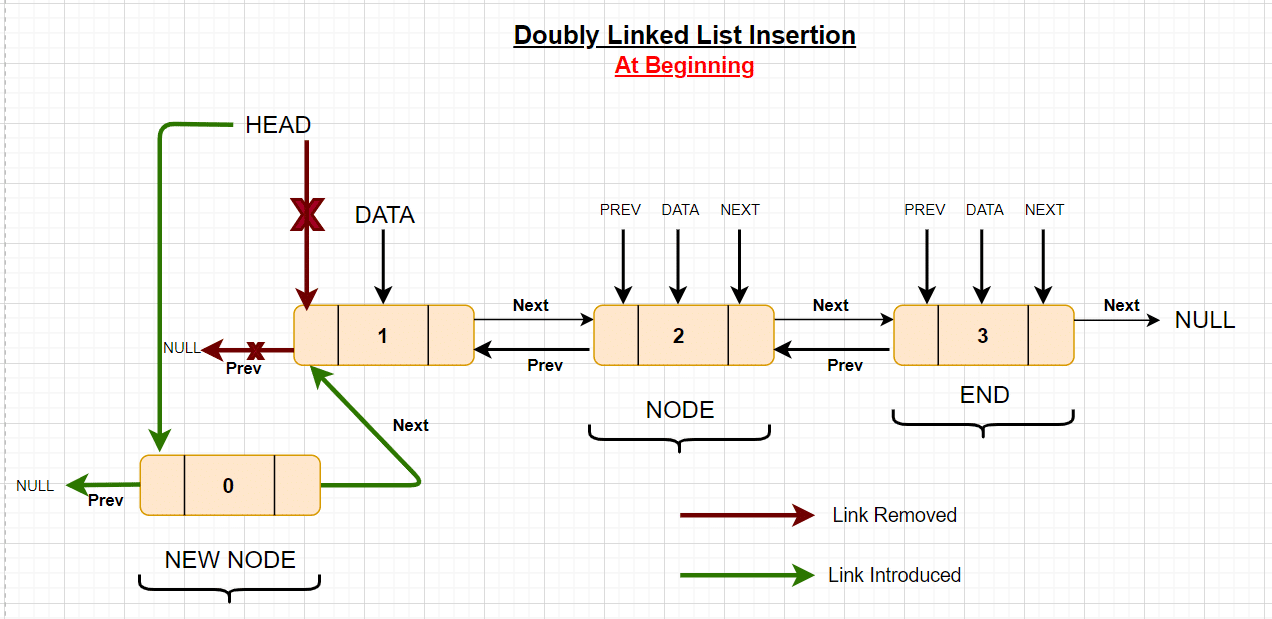 Doubly Linked List Insertion
At Beginning
HEAD
DATA
PREV DATA NEXT
PREV DATA NEXT
1
Next
2
Next
3
Next
NULL
NULL
Prev
Prev
Prev
NODE
END
Next
NULL
Prev
0
NEW NODE
Link Removed
Link Introduced